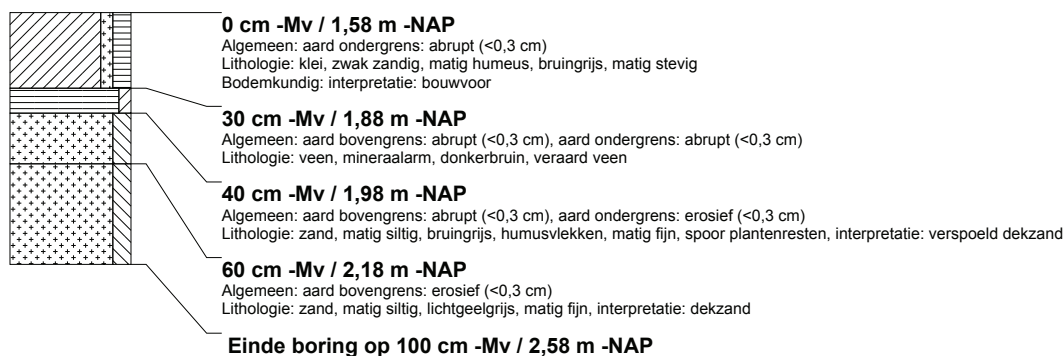 0 cm -Mv / 1,58 m -NAP
Algemeen: aard ondergrens: abrupt (<0,3 cm)
Lithologie: klei, zwak zandig, matig humeus, bruingrijs, matig stevig
Bodemkundig: interpretatie: bouwvoor
30 cm -Mv / 1,88 m -NAP
Algemeen: aard bovengrens: abrupt (<0,3 cm), aard ondergrens: abrupt (<0,3 cm)
Lithologie: veen, mineraalarm, donkerbruin, veraard veen
40 cm -Mv / 1,98 m -NAP
Algemeen: aard bovengrens: abrupt (<0,3 cm), aard ondergrens: erosief (<0,3 cm)
Lithologie: zand, matig siltig, bruingrijs, humusvlekken, matig fijn, spoor plantenresten, interpretatie: verspoeld dekzand
60 cm -Mv / 2,18 m -NAP
Algemeen: aard bovengrens: erosief (<0,3 cm)
Lithologie: zand, matig siltig, lichtgeelgrijs, matig fijn, interpretatie: dekzand
Einde boring op 100 cm -Mv / 2,58 m -NAP